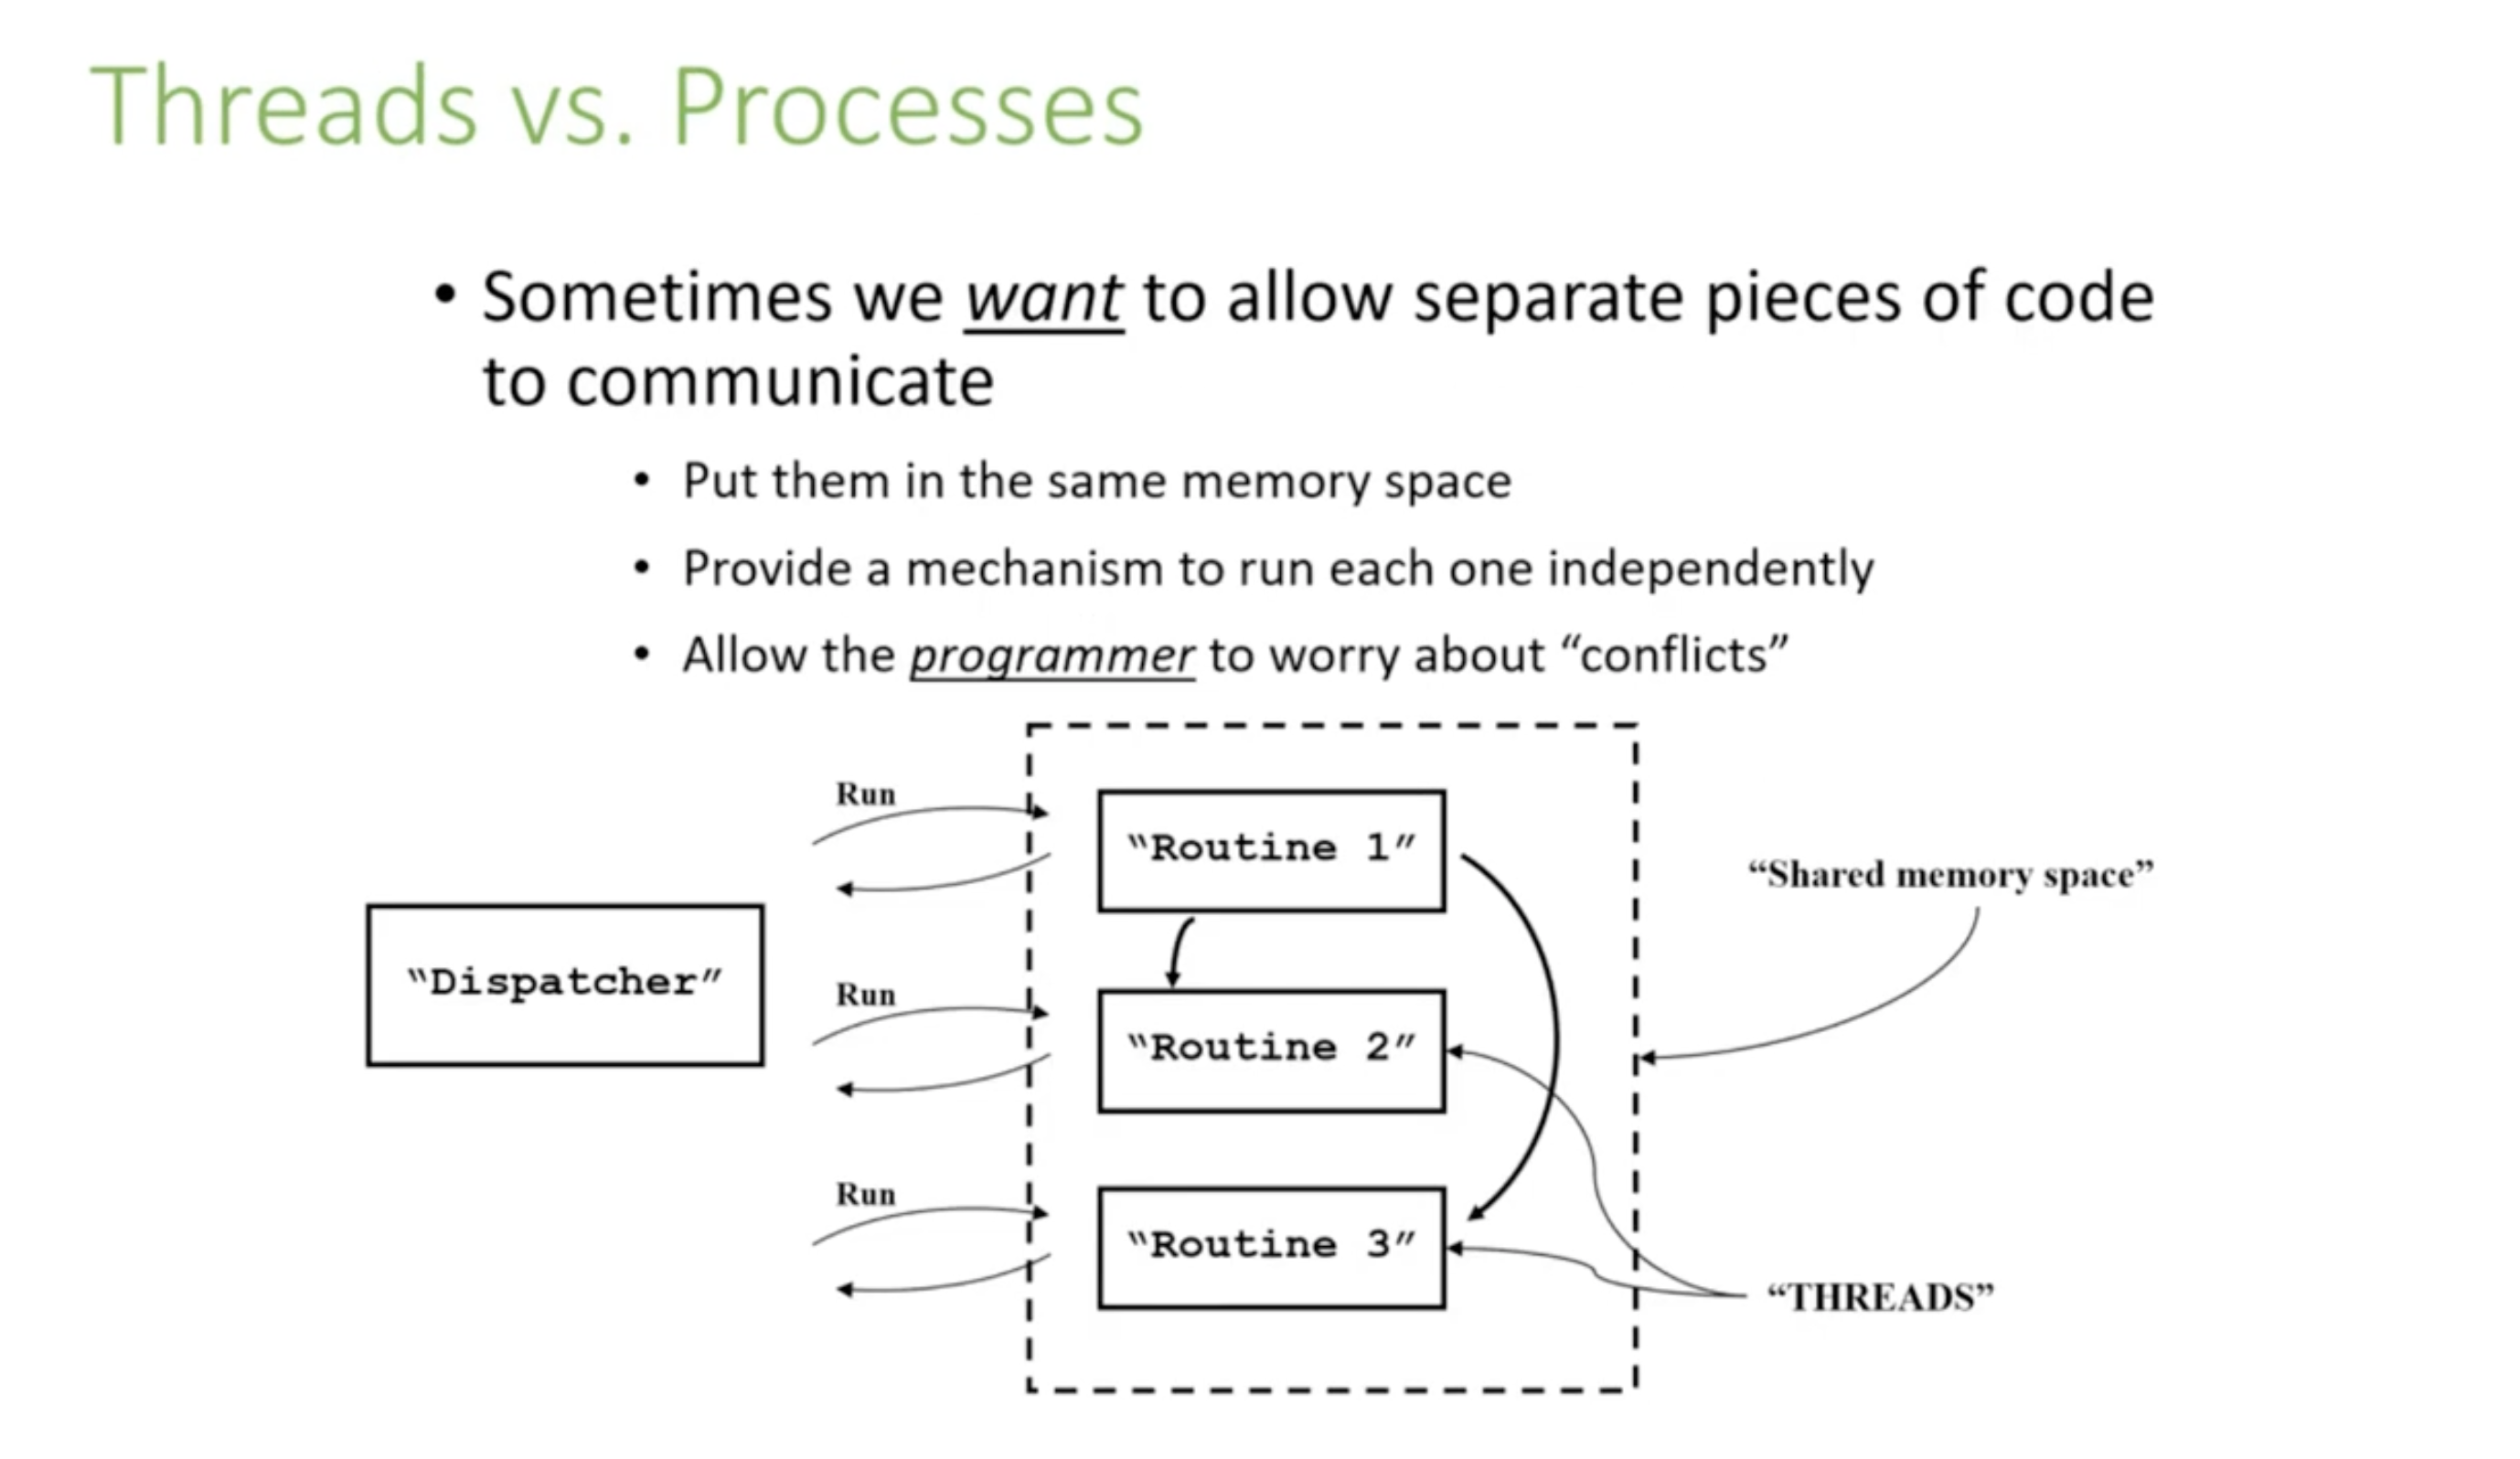 Threads vs. Processes
• Sometimes we want to allow separate pieces of code
to communicate
• Put them in the same memory space
• Provide a mechanism to run each one independently
• Allow the programmer to worry about “conflicts”
Run
“Routine 1”
“Shared memory space”
“Dispatcher”
Run
“Routine 2”
Run
“Routine 3”
“THREADS”